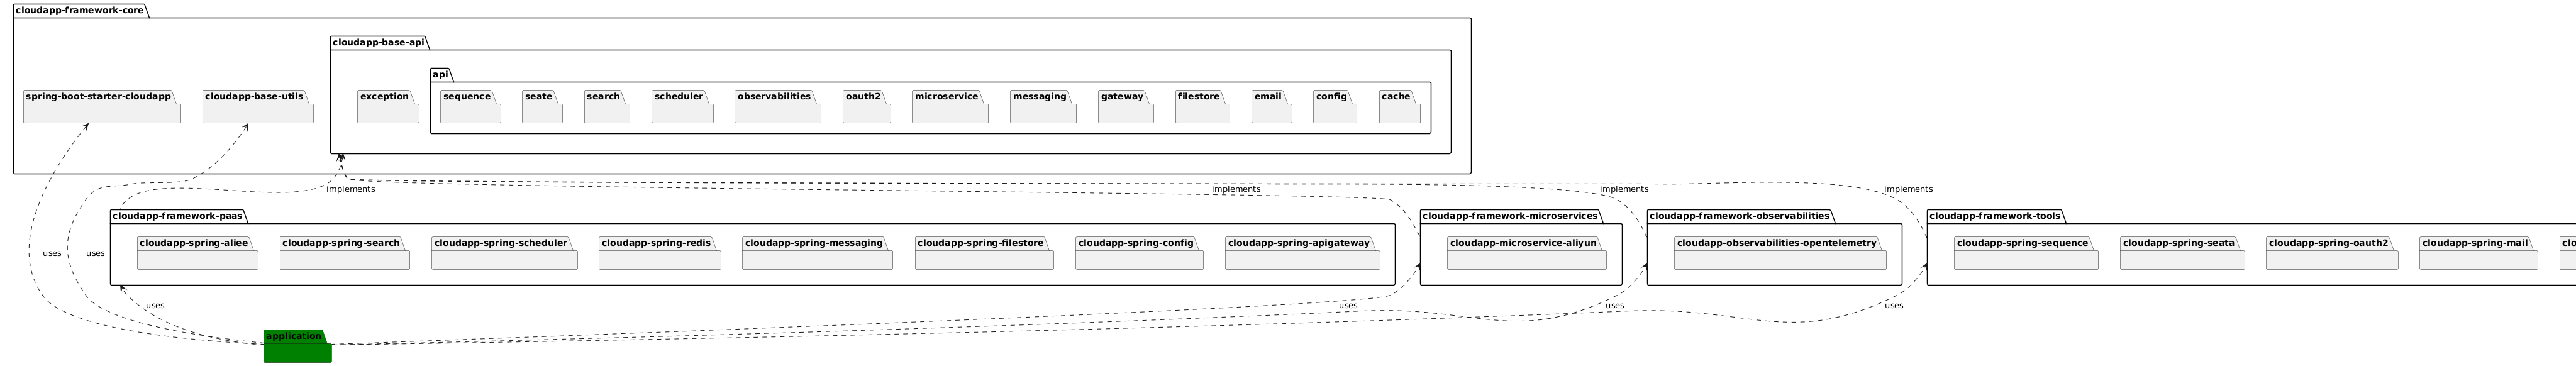 cloudapp-framework-core
cloudapp-base-api
api
spring-boot-starter-cloudapp
cloudapp-base-utils
exception
sequence
seate
search
scheduler
observabilities
oauth2
microservice
messaging
gateway
filestore
email
config
cache
implements
implements
implements
implements
cloudapp-framework-paas
cloudapp-framework-microservices
cloudapp-framework-observabilities
cloudapp-framework-tools
cloudapp-spring-aliee
cloudapp-spring-search
cloudapp-spring-scheduler
cloudapp-spring-redis
cloudapp-spring-messaging
cloudapp-spring-filestore
cloudapp-spring-config
cloudapp-spring-apigateway
cloudapp-microservice-aliyun
cloudapp-observabilities-opentelemetry
cloudapp-spring-sequence
cloudapp-spring-seata
cloudapp-spring-oauth2
cloudapp-spring-mail
clo
uses
uses
uses
uses
uses
uses
application